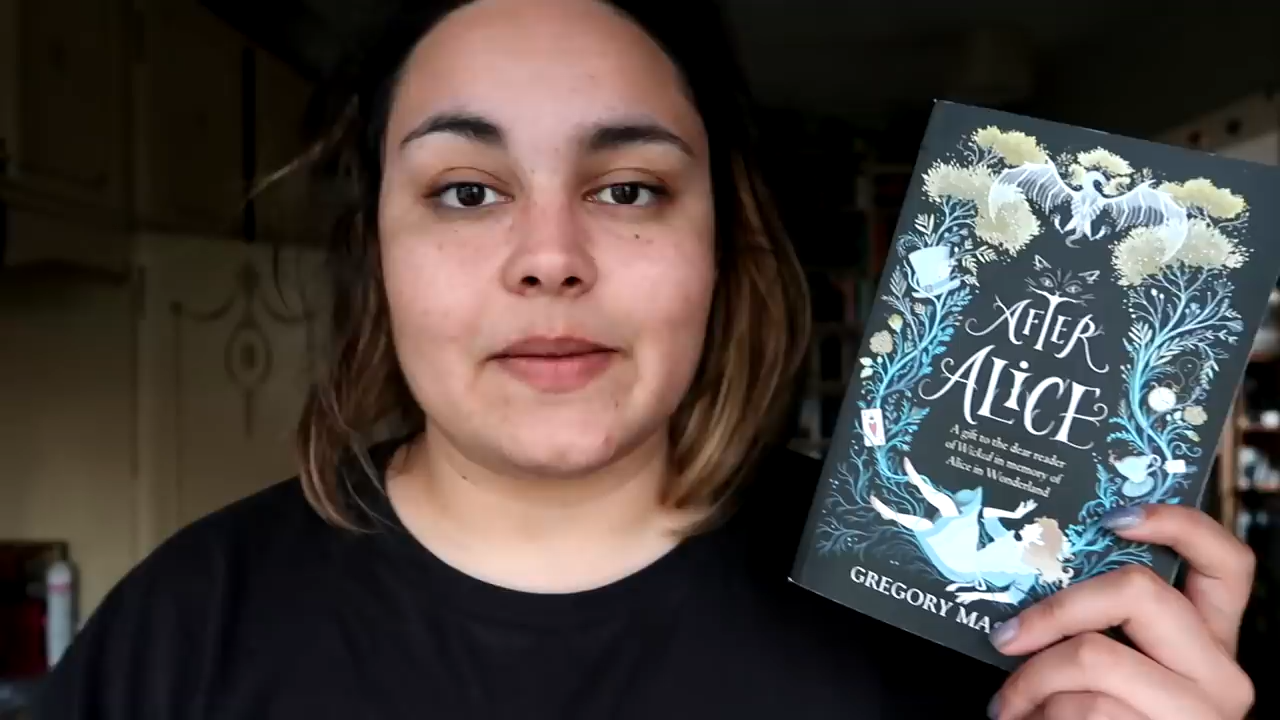 AFTER
ALiCE
A gift to the dear reader
of Wicked in memory of
Alice in Wonderland
GREGORY MA